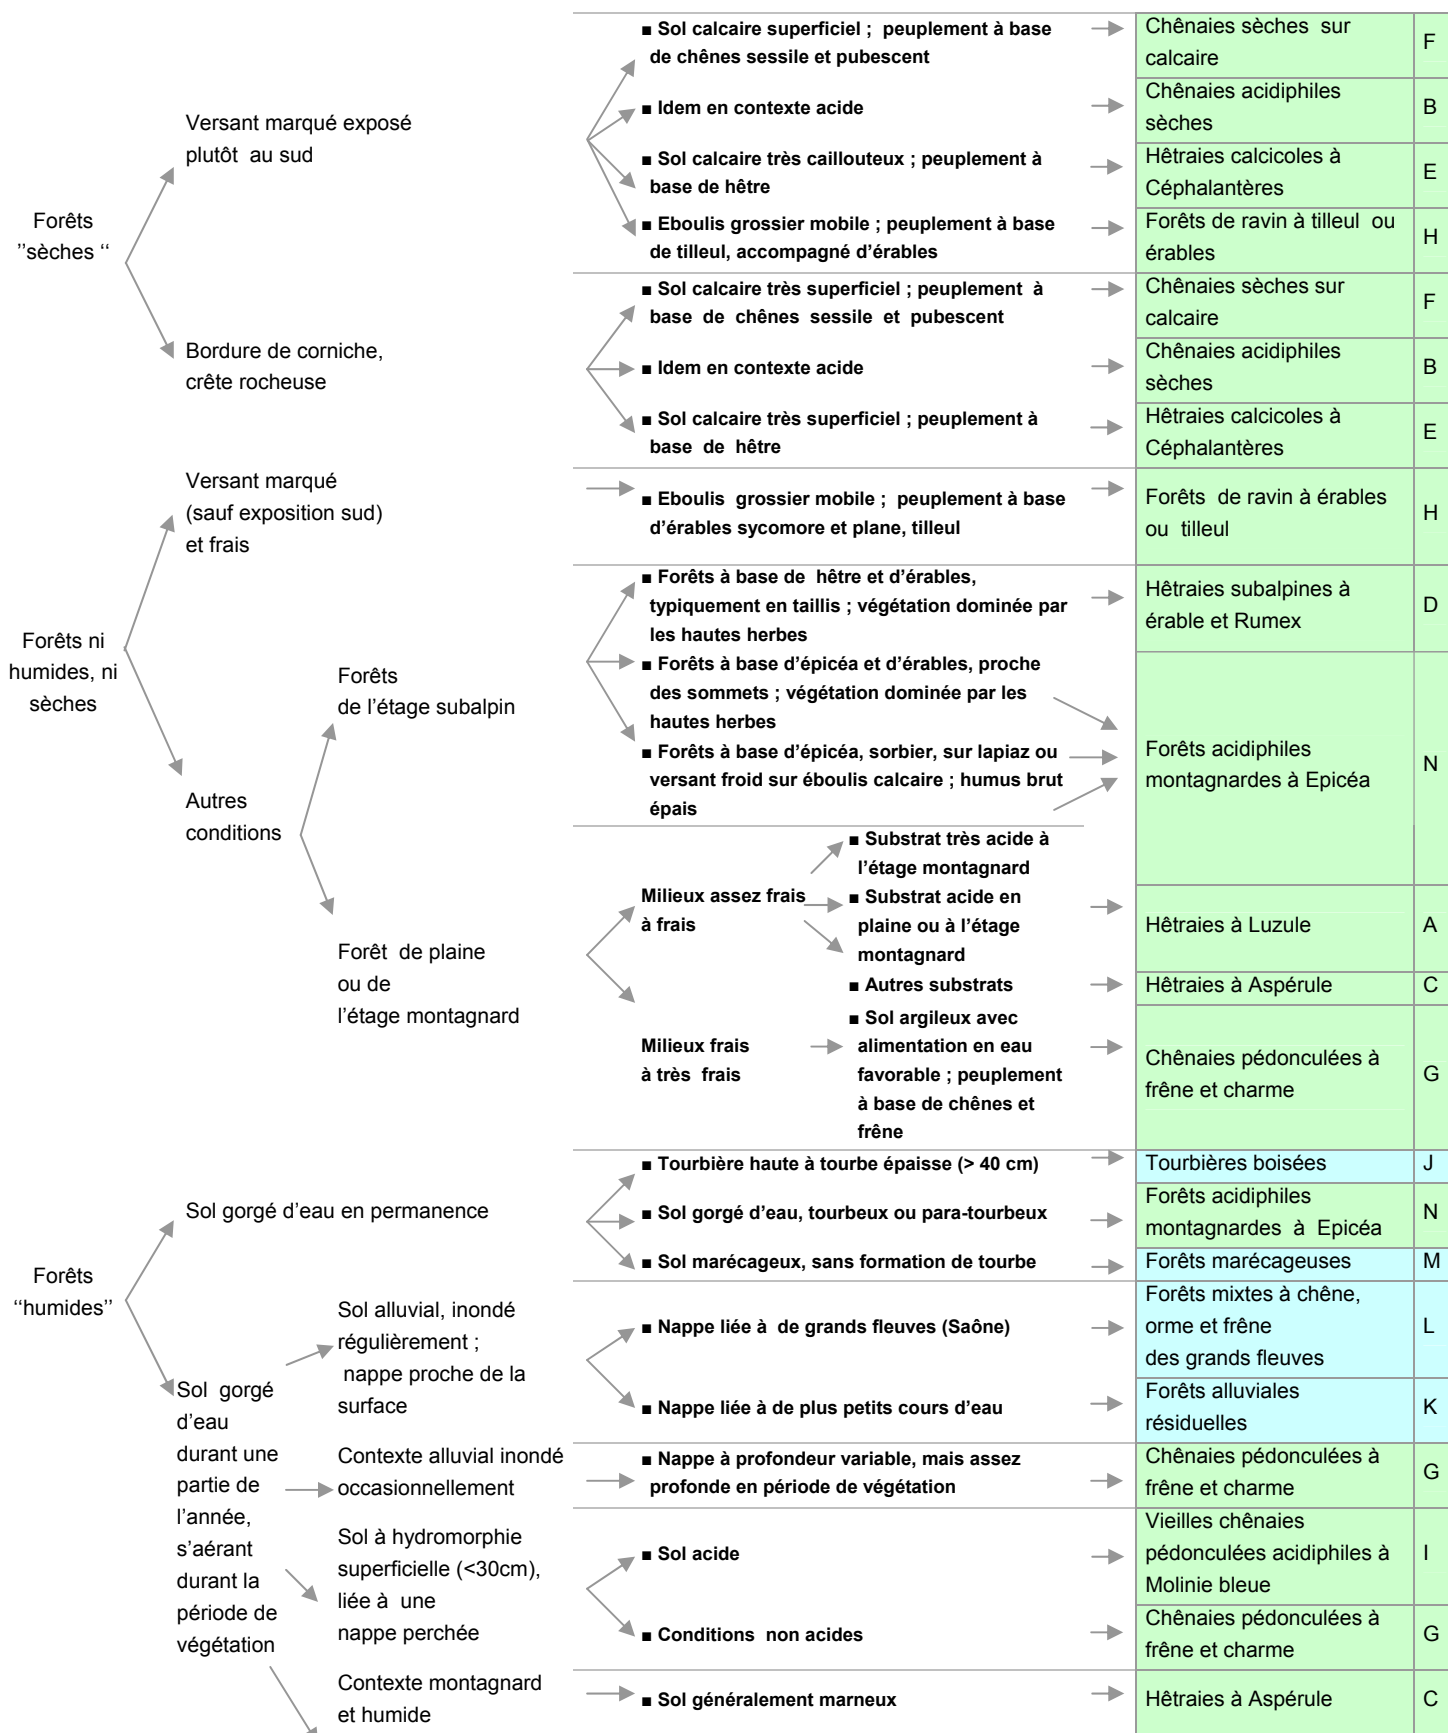 Forêts
’’sèches ‘‘
Versant marqué exposé
plutôt au sud
■ Sol calcaire superficiel ; peuplement à base
de chênes sessile et pubescent
Chênaies sèches sur
calcaire
F
■ Idem en contexte acide
Chênaies acidiphiles
sèches
B
■ Sol calcaire très caillouteux ; peuplement à
base de hêtre
Hêtraies calcicoles à
Céphalantères
E
■ Eboulis grossier mobile ; peuplement à base
de tilleul, accompagné d’érables
Forêts de ravin à tilleul ou
érables
H
Bordure de corniche,
crête rocheuse
■ Sol calcaire très superficiel ; peuplement à
base de chênes sessile et pubescent
Chênaies sèches sur
calcaire
F
■ Idem en contexte acide
Chênaies acidiphiles
sèches
B
■ Sol calcaire très superficiel ; peuplement à
base de hêtre
Hêtraies calcicoles à
Céphalantères
E
Forêts ni
humides, ni
sèches
Versant marqué
(sauf exposition sud)
et frais
■ Eboulis grossier mobile ; peuplement à base
d’érables sycomore et plane, tilleul
Forêts de ravin à érables
ou tilleul
H
Autres
conditions
Forêts
de l’étage subalpin
■ Forêts à base de hêtre et d’érables,
typiquement en taillis ; végétation dominée par
les hautes herbes
Hêtraies subalpines à
érable et Rumex
D
■ Forêts à base d’épicéa et d’érables, proche
des sommets ; végétation dominée par les
hautes herbes
■ Forêts à base d’épicéa, sorbier, sur lapiaz ou
versant froid sur éboulis calcaire ; humus brut
épais
Forêts acidiphiles
montagnardes à Epicéa
N
Forêt de plaine
ou de
l’étage montagnard
Milieux assez frais
à frais
■ Substrat très acide à
l’étage montagnard
■ Substrat acide en
plaine ou à l’étage
montagnard
Hêtraies à Luzule
A
■ Autres substrats
Hêtraies à Aspérule
C
Milieux frais
à très frais
■ Sol argileux avec
alimentation en eau
favorable ; peuplement
à base de chênes et
frêne
Chênaies pédonculées à
frêne et charme
G
Forêts
‘‘humides’’
Sol gorgé d’eau en permanence
■ Tourbière haute à tourbe épaisse (> 40 cm)
Tourbières boisées
J
■ Sol gorgé d’eau, tourbeux ou para-tourbeux
Forêts acidiphiles
montagnardes à Epicéa
N
■ Sol marécageux, sans formation de tourbe
Forêts marécageuses
M
Sol gorgé
d’eau
durant une
partie de
l’année,
s’aérant
durant la
période de
végétation
Sol alluvial, inondé
régulièrement ;
nappe proche de la
surface
■ Nappe liée à de grands fleuves (Saône)
Forêts mixtes à chêne,
orme et frêne
des grands fleuves
L
■ Nappe liée à de plus petits cours d’eau
Forêts alluviales
résiduelles
K
Contexte alluvial inondé
occasionnellement
■ Nappe à profondeur variable, mais assez
profonde en période de végétation
Chênaies pédonculées à
frêne et charme
G
Sol à hydromorphie
superficielle (<30cm),
liée à une
nappe perchée
■ Sol acide
Vieilles chênaies
pédonculées acidiphiles à
Molinie bleue
I
■ Conditions non acides
Chênaies pédonculées à
frêne et charme
G
Contexte montagnard
et humide
■ Sol généralement marneux
Hêtraies à Aspérule
C